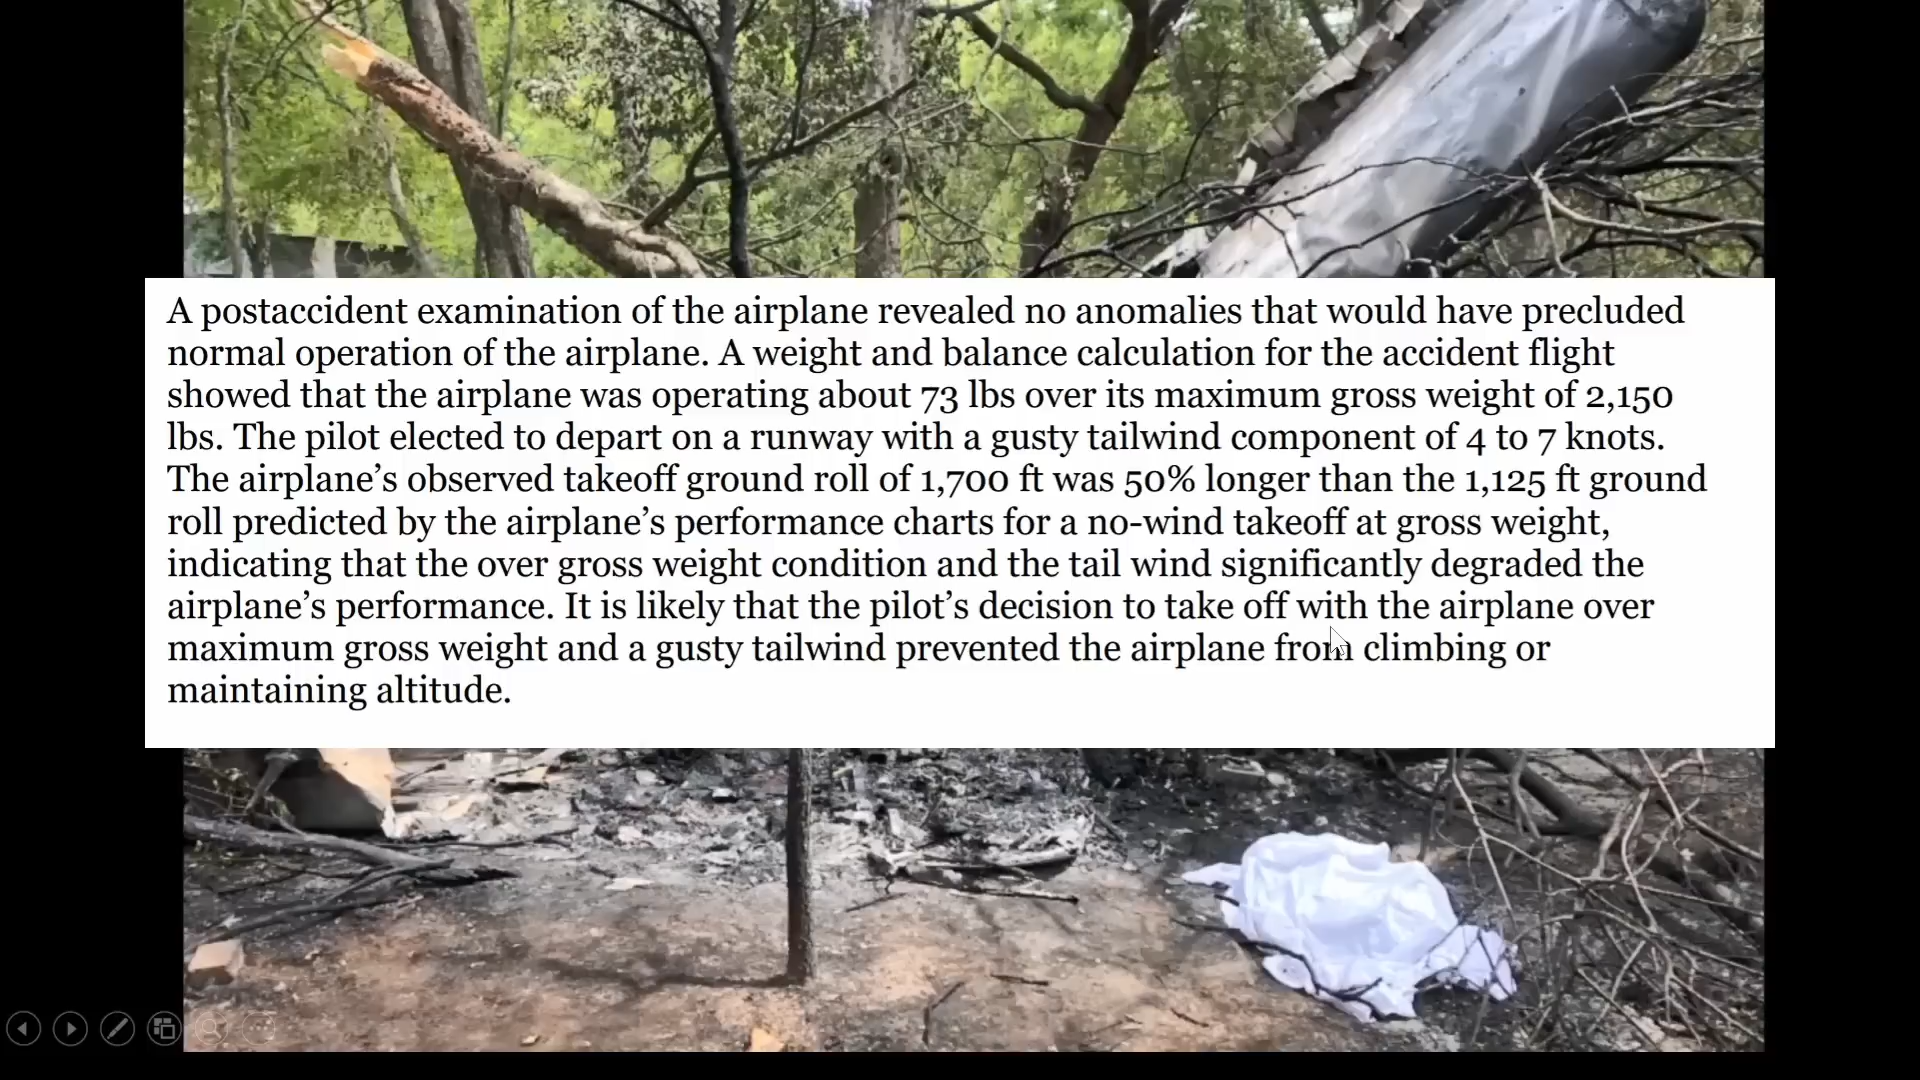 A postaccident examination of the airplane revealed no anomalies that would have precluded
normal operation of the airplane. A weight and balance calculation for the accident flight
showed that the airplane was operating about 73 lbs over its maximum gross weight of 2,150
lbs. The pilot elected to depart on a runway with a gusty tailwind component of 4 to 7 knots.
The airplane’s observed takeoff ground roll of 1,700 ft was 50% longer than the 1,125 ft ground
roll predicted by the airplane’s performance charts for a no-wind takeoff at gross weight,
indicating that the over gross weight condition and the tail wind significantly degraded the
airplane’s performance. It is likely that the pilot’s decision to take off with the airplane over
maximum gross weight and a gusty tailwind prevented the airplane from climbing or
maintaining altitude.